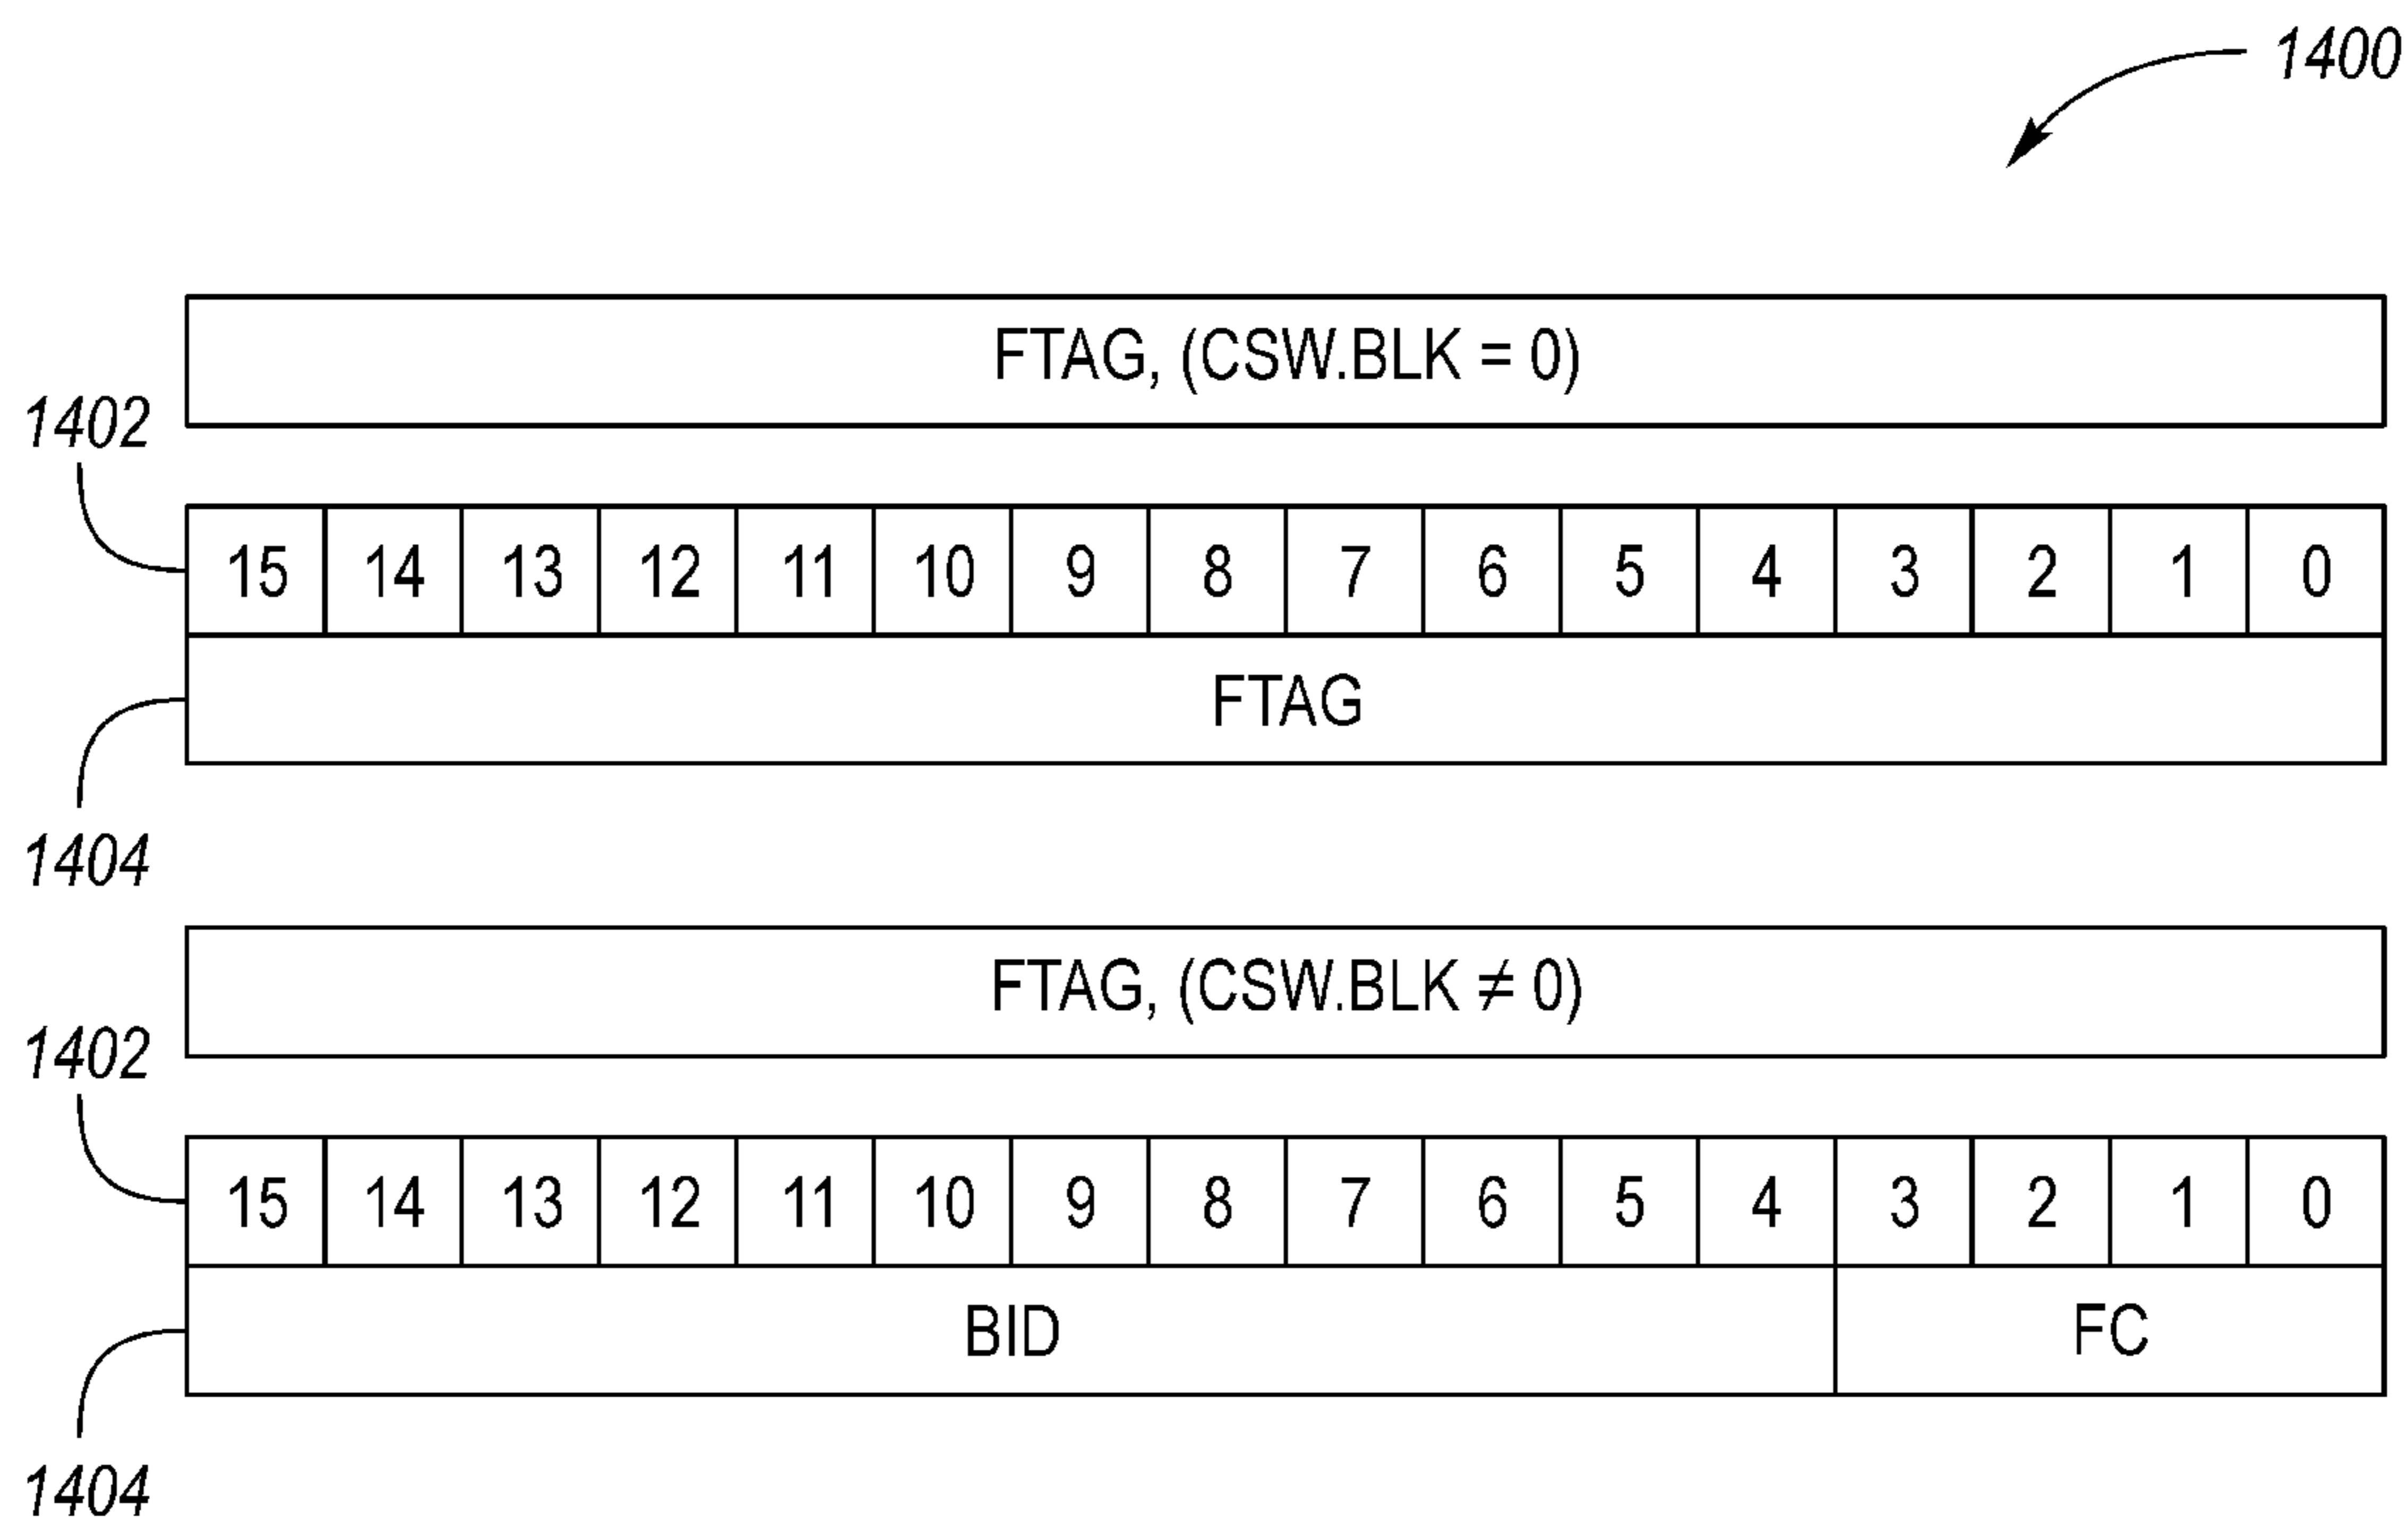 1400
FTAG, (CSW.BLK = 0)
1402
15 14 13 12 11 10 9 8 7 6 5 4 3 2 1 0
FTAG
1404
FTAG, (CSW.BLK ≠ 0)
1402
15 14 13 12 11 10 9 8 7 6 5 4 3 2 1 0
BID FC
1404